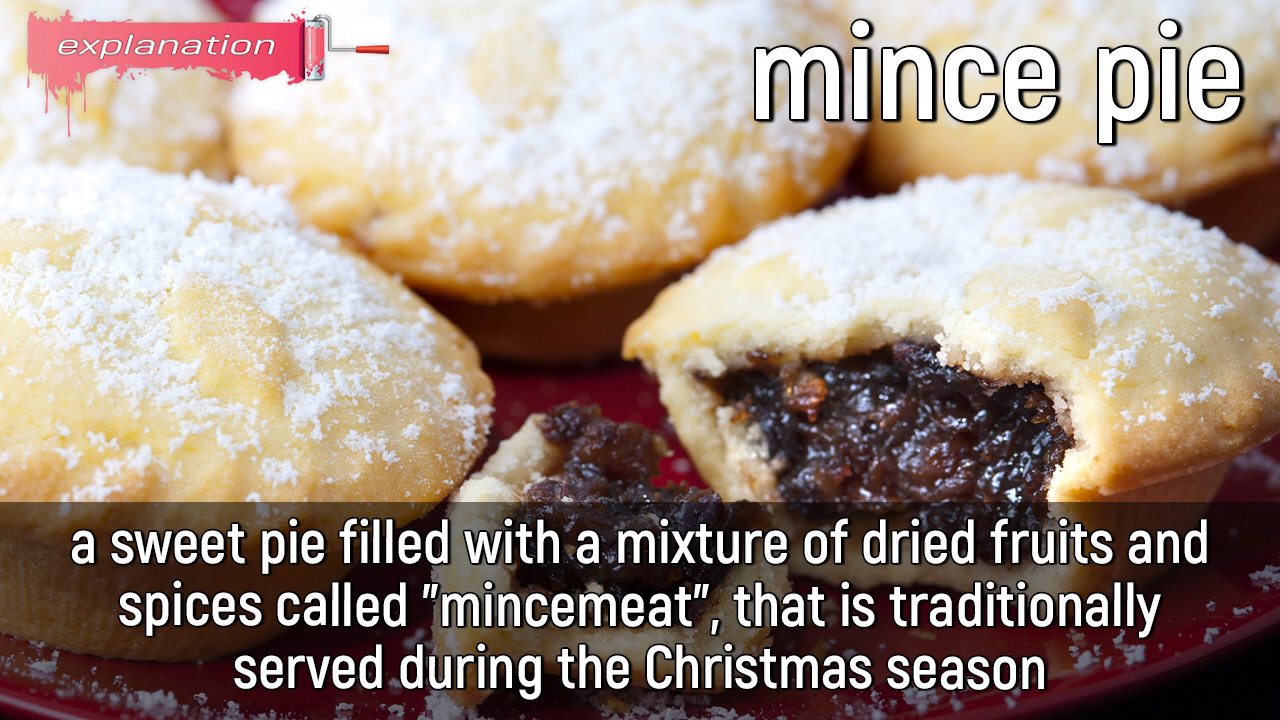 explanation
mince pie
a sweet pie filled with a mixture of dried fruits and
spices called ”mincemeat”, that is traditionally
served during the Christmas season